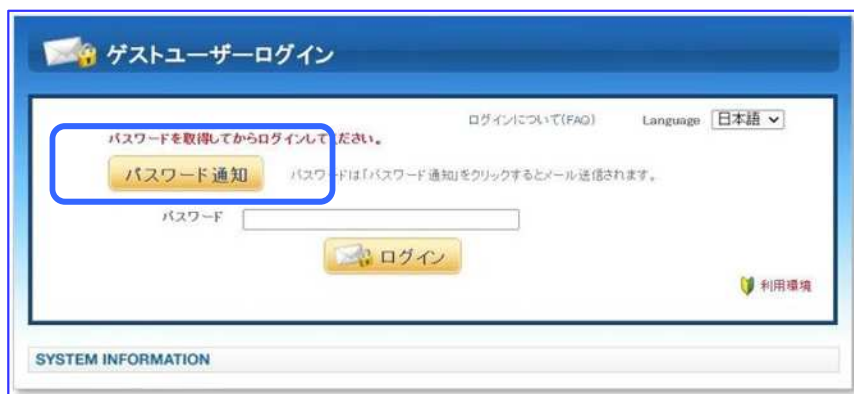 ゲストユーザーログイン
ログインについて(FAQ) Language 日本語
パスワードを取得してからログインしてください。
パスワード通知 パスワードは「パスワード通知」をクリックするとメール送信されます。
パスワード
ログイン
利用環境
SYSTEM INFORMATION